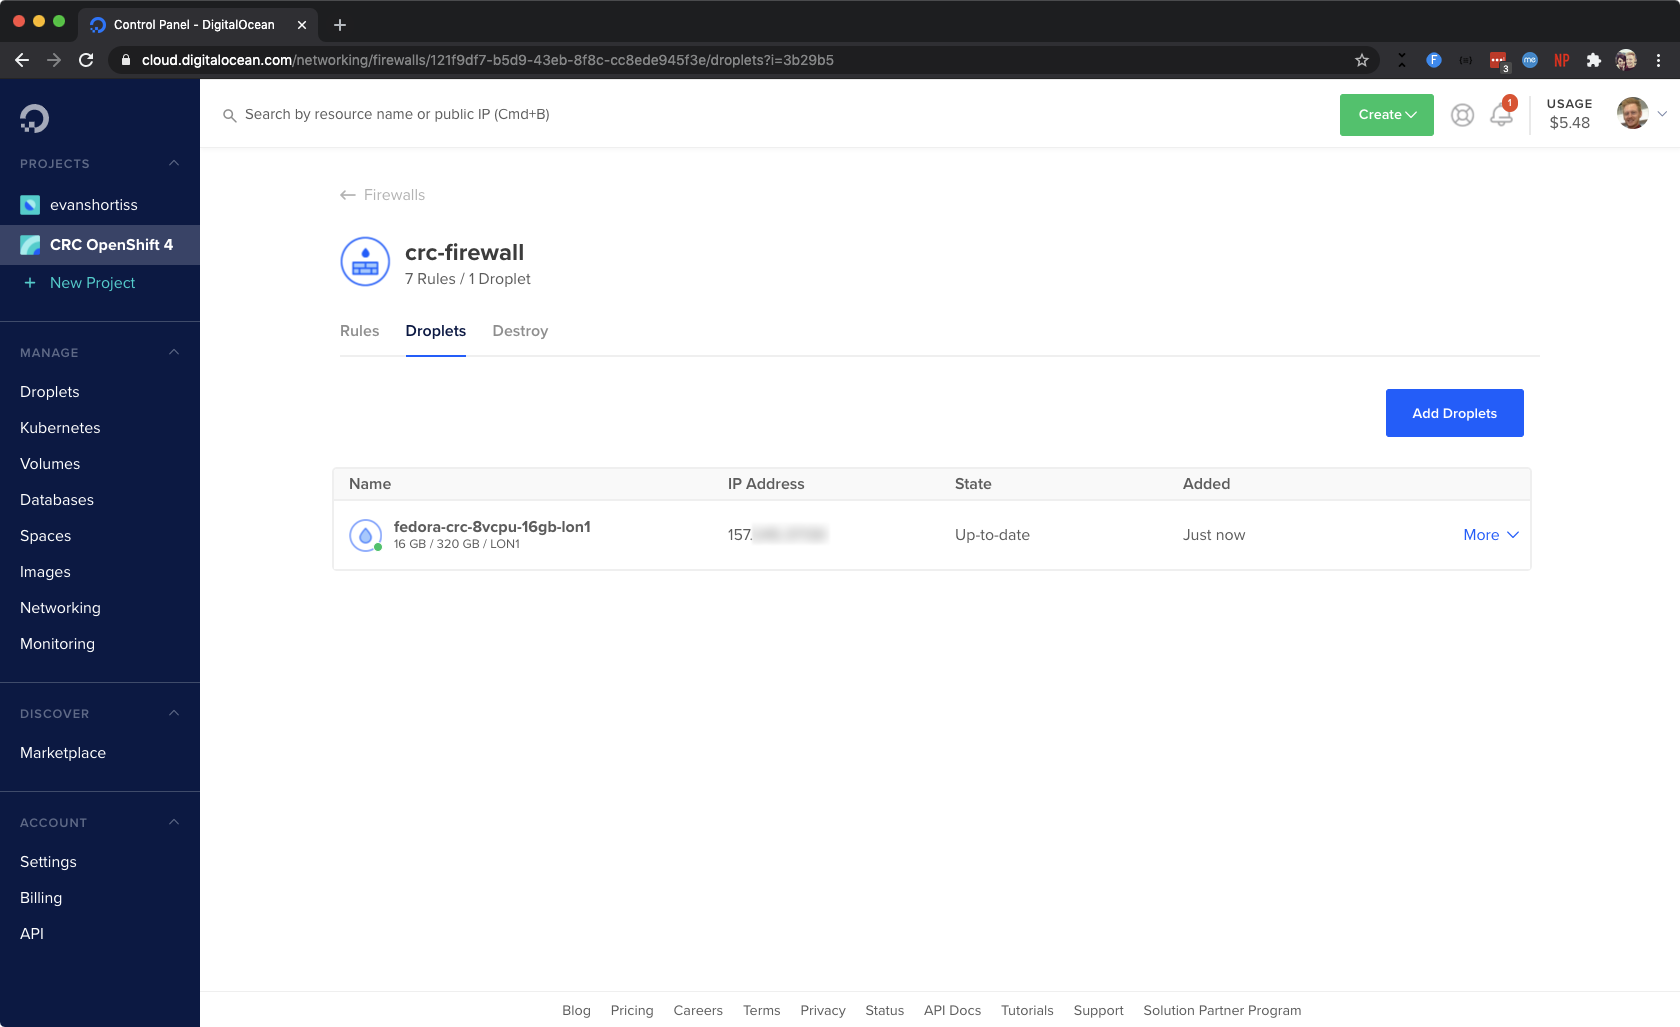 Control Panel - DigitalOcean
cloud.digitalocean.com/networking/firewalls/121f9df7-b5d9-43eb-8f8c-cc8ede945f3e/droplets?i=3b29b5
F
3
me
NP
Search by resource name or public IP (Cmd+B)
Create
1
USAGE
$5.48
PROJECTS
evanshortiss
CRC OpenShift 4
+ New Project
MANAGE
Droplets
Kubernetes
Volumes
Databases
Spaces
Images
Networking
Monitoring
DISCOVER
Marketplace
ACCOUNT
Settings
Billing
API
← Firewalls
crc-firewall
7 Rules / 1 Droplet
Rules Droplets Destroy
Add Droplets
Name IP Address State Added
fedora-crc-8vcpu-16gb-lon1
16 GB / 320 GB / LON1
157. Up-to-date Just now More
Blog Pricing Careers Terms Privacy Status API Docs Tutorials Support Solution Partner Program